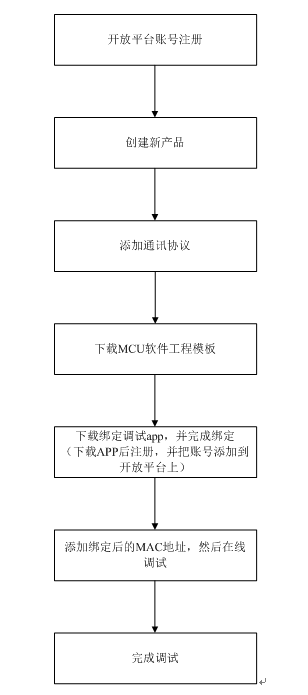 开放平台账号注册
创建新产品
添加通讯协议
下载MCU软件工程模板
下载绑定调试app，并完成绑定
（下载APP后注册，并把账号添加到
开放平台上）
添加绑定后的MAC地址，然后在线
调试
完成调试